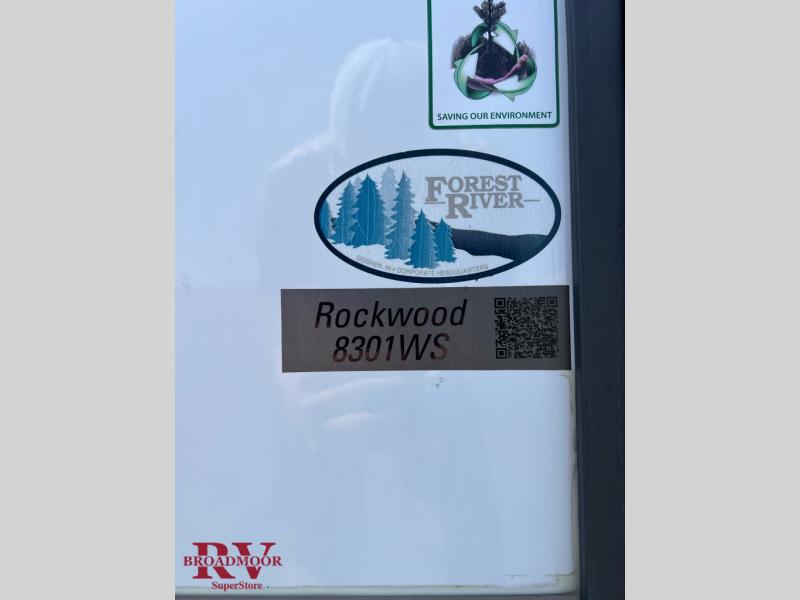 SAVING OUR ENVIRONMENT
FOREST
RIVER
GOSHEN, IN • CORPORATE HEADQUARTERS
Rockwood
8301WS
RV
BROADMOOR
SuperStore